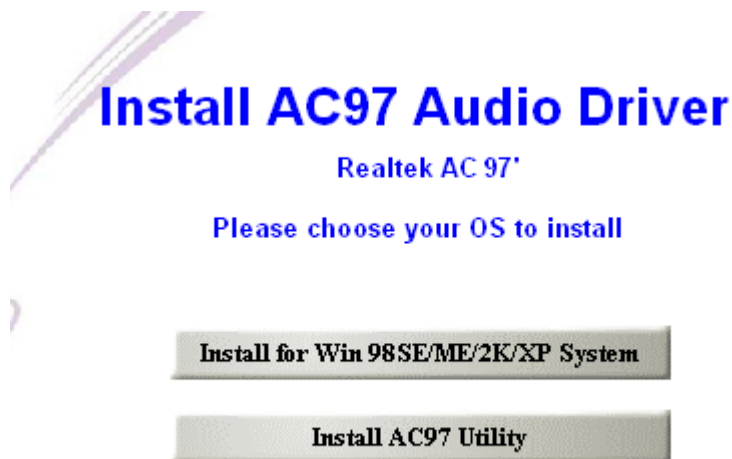 Install AC97 Audio Driver
Realtek AC 97'
Please choose your OS to install
Install for Win 98SE/ME/2K/XP System
Install AC97 Utility